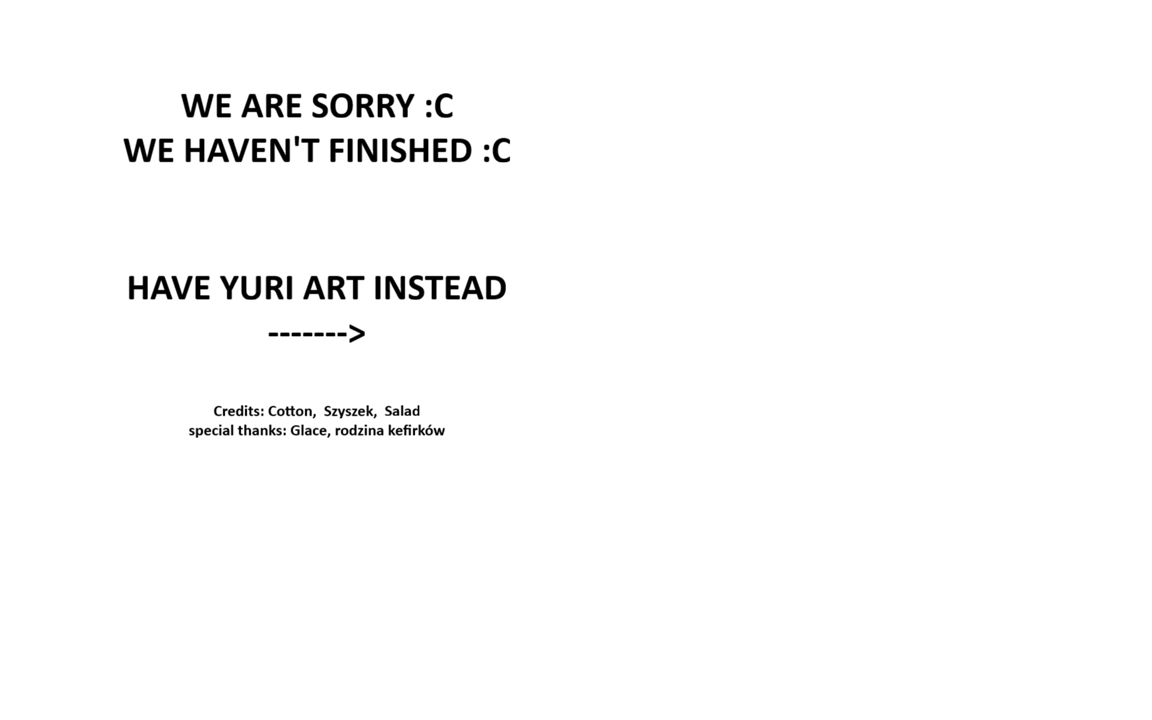 WE ARE SORRY :C
WE HAVEN'T FINISHED :C
HAVE YURI ART INSTEAD
------->
Credits: Cotton, Szyszek, Salad
special thanks: Glace, rodzina kefirków